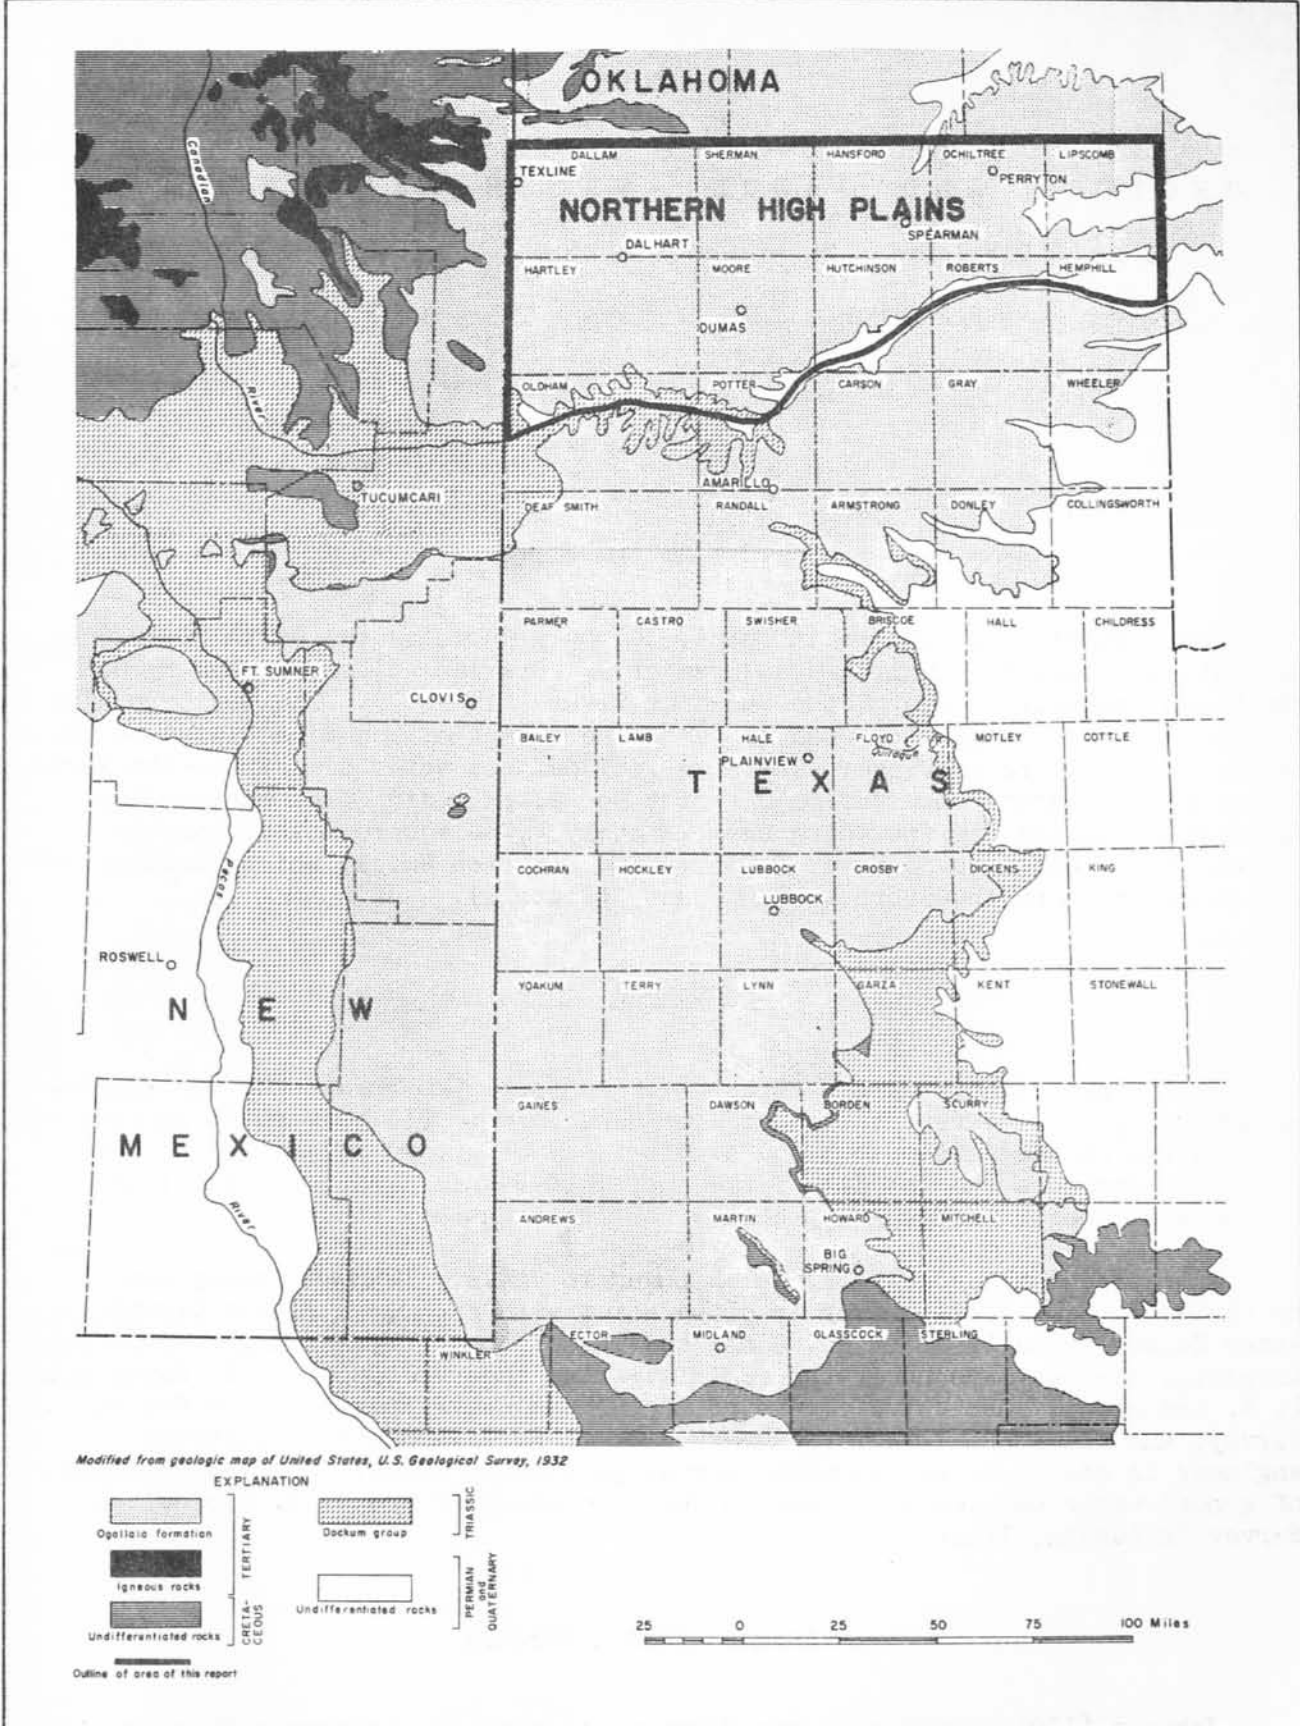 OKLAHOMA
Canadian
DALLAM SHERMAN HANSFORD OCHILTREE LIPSCOMB
TEXLINE PERRYTON
NORTHERN HIGH PLAINS
SPEARMAN
DALHART
HARTLEY MOORE HUTCHINSON ROBERTS HEMPHILL
DUMAS
OLDHAM POTTER CARSON GRAY WHEELER
River
AMARILLO
TUCUMCARI
DEAF SMITH RANDALL ARMSTRONG DONLEY COLLINGSWORTH
PARMER CASTRO SWISHER BRISCOE HALL CHILDRESS
FT. SUMNER
CLOVIS
BAILEY LAMB HALE FLOYD MOTLEY COTTLE
Quitaque
PLAINVIEW
TEXAS
COCHRAN HOCKLEY LUBBOCK CROSBY DICKENS KING
Pecos
LUBBOCK
ROSWELL
YOAKUM TERRY LYNN GARZA KENT STONEWALL
NEW
GAINES DAWSON BORDEN SCURRY
MEXICO
River
ANDREWS MARTIN HOWARD MITCHELL
BIG
SPRING
ECTOR MIDLAND GLASSCOCK STERLING
WINKLER
Modified from geologic map of United States, U.S. Geological Survey, 1932
EXPLANATION
Ogallala formation
Igneous rocks
TERTIARY
Undifferentiated rocks
CRETA-
CEOUS
Outline of area of this report
Dockum group
TRIASSIC
Undifferentiated rocks
PERMIAN
and
QUATERNARY
25 0 25 50 75 100 Miles